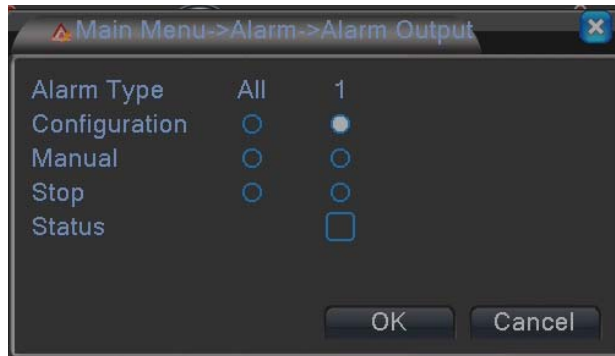 Main Menu->Alarm->Alarm Output
Alarm Type All 1
Configuration
Manual
Stop
Status
OK Cancel